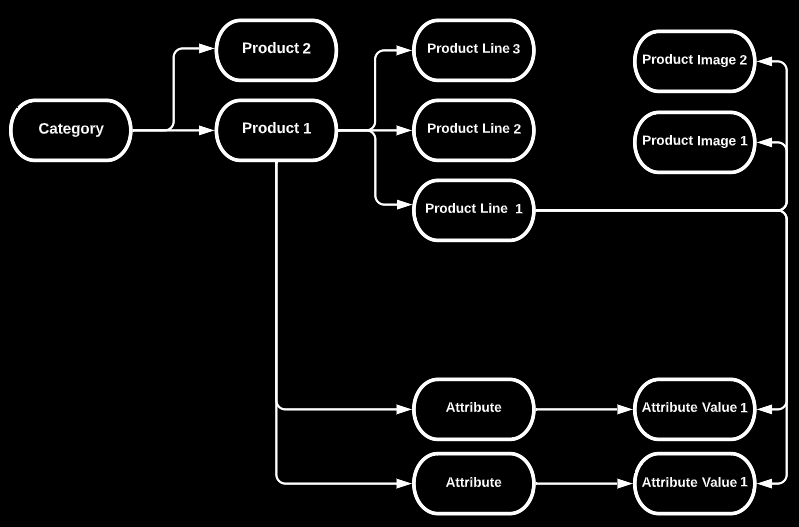 Product 2
Product Line 3
Product Image 2
Category
Product 1
Product Line 2
Product Image 1
Product Line 1
Attribute
Attribute Value 1
Attribute
Attribute Value 1